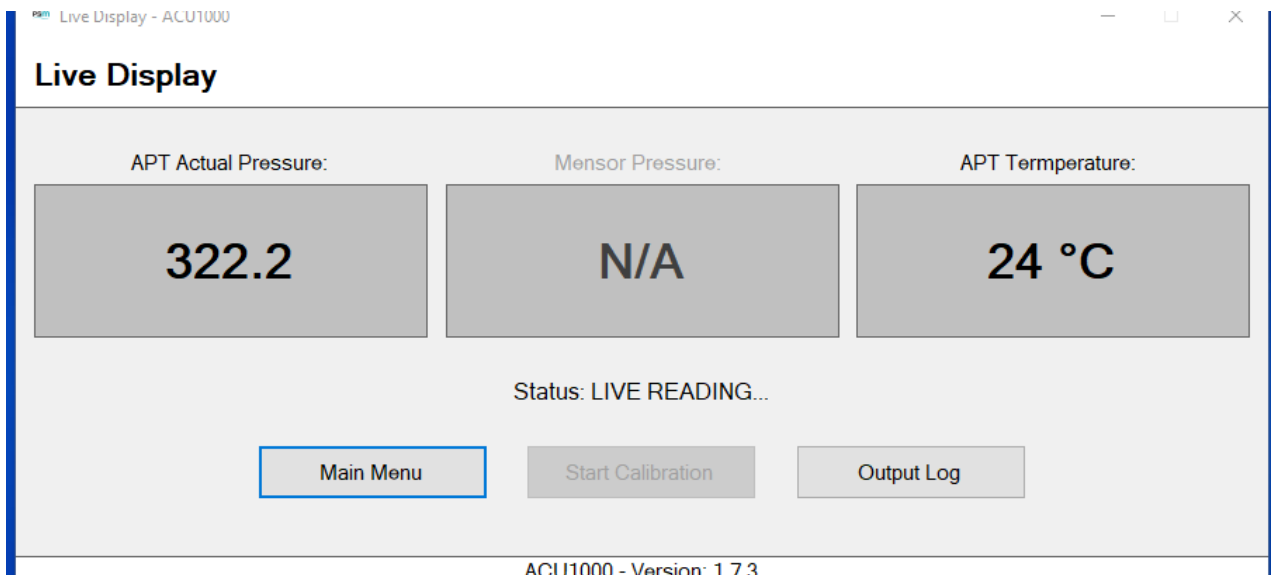 PSM Live Display - ACU1000
Live Display
APT Actual Pressure: Mensor Pressure: APT Termperature:
322.2 N/A 24 °C
Status: LIVE READING...
Main Menu Start Calibration Output Log
ACU1000 - Version: 1.7.3